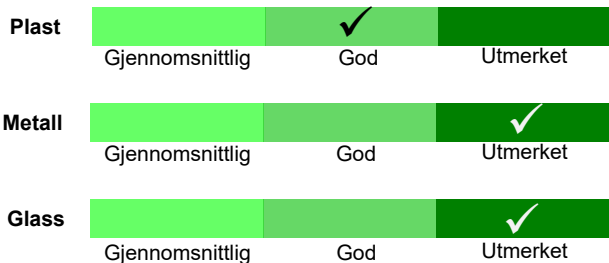 Plast
Gjennomsnittlig God Utmerket
Metall
Gjennomsnittlig God Utmerket
Glass
Gjennomsnittlig God Utmerket